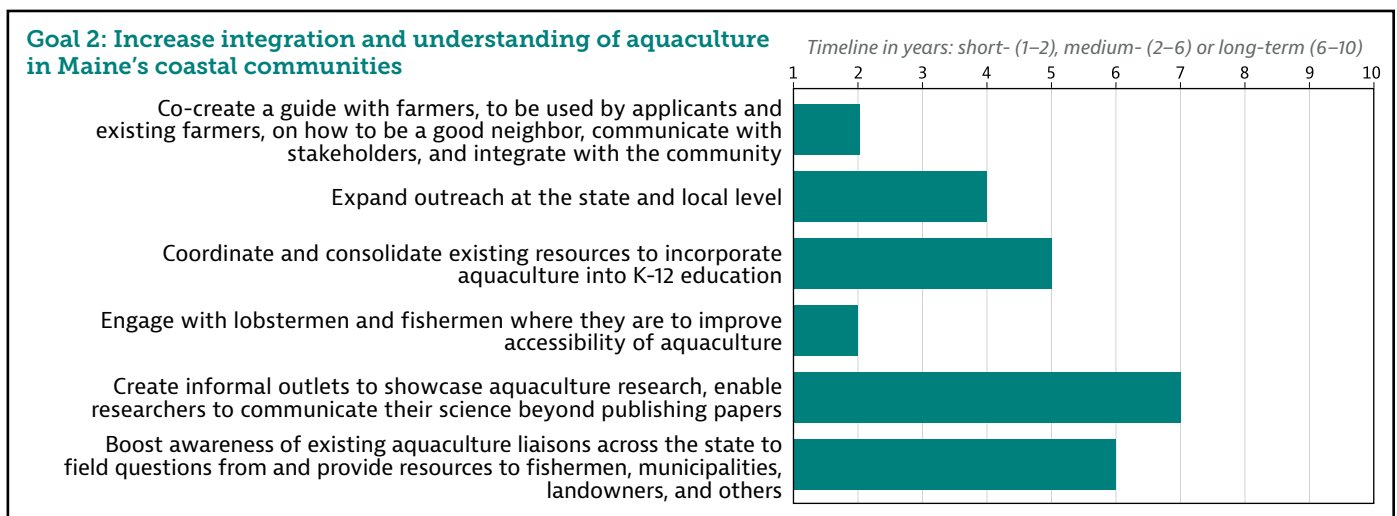 Goal 2: Increase integration and understanding of aquaculture
in Maine's coastal communities
Timeline in years: short- (1–2), medium- (2–6) or long-term (6–10)
1 2 3 4 5 6 7 8 9 10
Co-create a guide with farmers, to be used by applicants and
existing farmers, on how to be a good neighbor, communicate with
stakeholders, and integrate with the community
Expand outreach at the state and local level
Coordinate and consolidate existing resources to incorporate
aquaculture into K-12 education
Engage with lobstermen and fishermen where they are to improve
accessibility of aquaculture
Create informal outlets to showcase aquaculture research, enable
researchers to communicate their science beyond publishing papers
Boost awareness of existing aquaculture liaisons across the state to
field questions from and provide resources to fishermen, municipalities,
landowners, and others